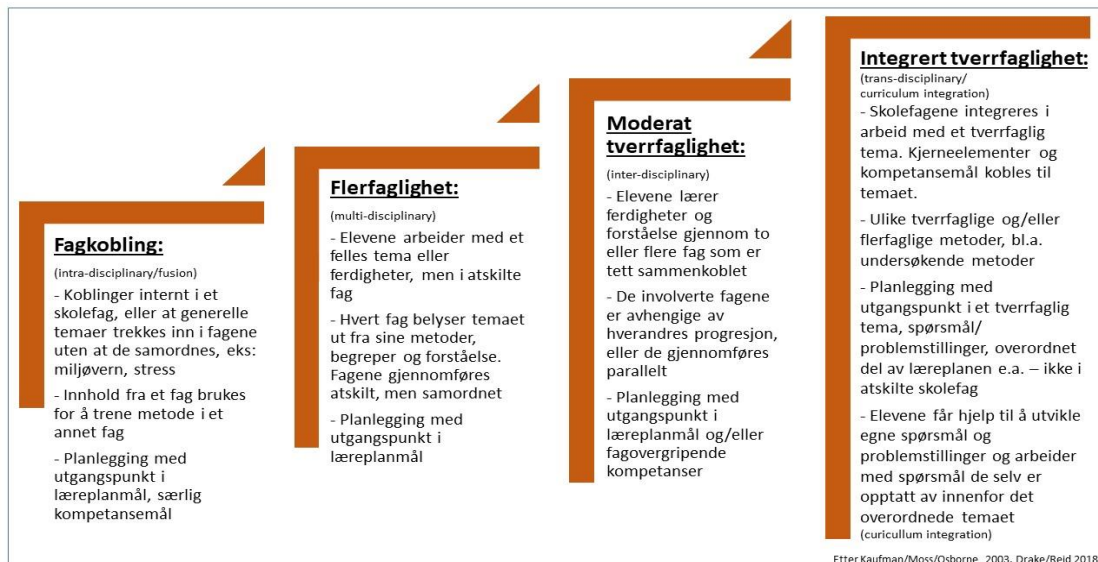 Fagkobling:
(intra-disciplinary/fusion)
- Koblinger internt i et
skolefag, eller at generelle
temaer trekkes inn i fagene
uten at de samordnes, eks:
miljøvern, stress
- Innhold fra et fag brukes
for å trene metode i et
annet fag
- Planlegging med
utgangspunkt i
læreplanmål, særlig
kompetansemål
Flerfaglighet:
(multi-disciplinary)
- Elevene arbeider med et
felles tema eller
ferdigheter, men i atskilte
fag
- Hvert fag belyser temaet
ut fra sine metoder,
begreper og forståelse.
Fagene gjennomføres
atskilt, men samordnet
- Planlegging med
utgangspunkt i
læreplanmål
Moderat
tverrfaglighet:
(inter-disciplinary)
- Elevene lærer
ferdigheter og
forståelse gjennom to
eller flere fag som er
tett sammenkoblet
- De involverte fagene
er avhengige av
hverandres progresjon,
eller de gjennomføres
parallelt
- Planlegging med
utgangspunkt i
læreplanmål og/eller
fagovergripende
kompetanser
Integrert tverrfaglighet:
(trans-disciplinary/
curriculum integration)
- Skolefagene integreres i
arbeid med et tverrfaglig
tema. Kjerneelementer og
kompetansemål kobles til
temaet.
- Ulike tverrfaglige og/eller
flerfaglige metoder, bl.a.
undersøkende metoder
- Planlegging med
utgangspunkt i et tverrfaglig
tema, spørsmål/
problemstillinger, overordnet
del av læreplanen e.a. – ikke i
atskilte skolefag
- Elevene får hjelp til å utvikle
egne spørsmål og
problemstillinger og arbeider
med spørsmål de selv er
opptatt av innenfor det
overordnede temaet
(curicullum integration)
Etter Kaufman/Moss/Osborne, 2003, Drake/Reid 2018